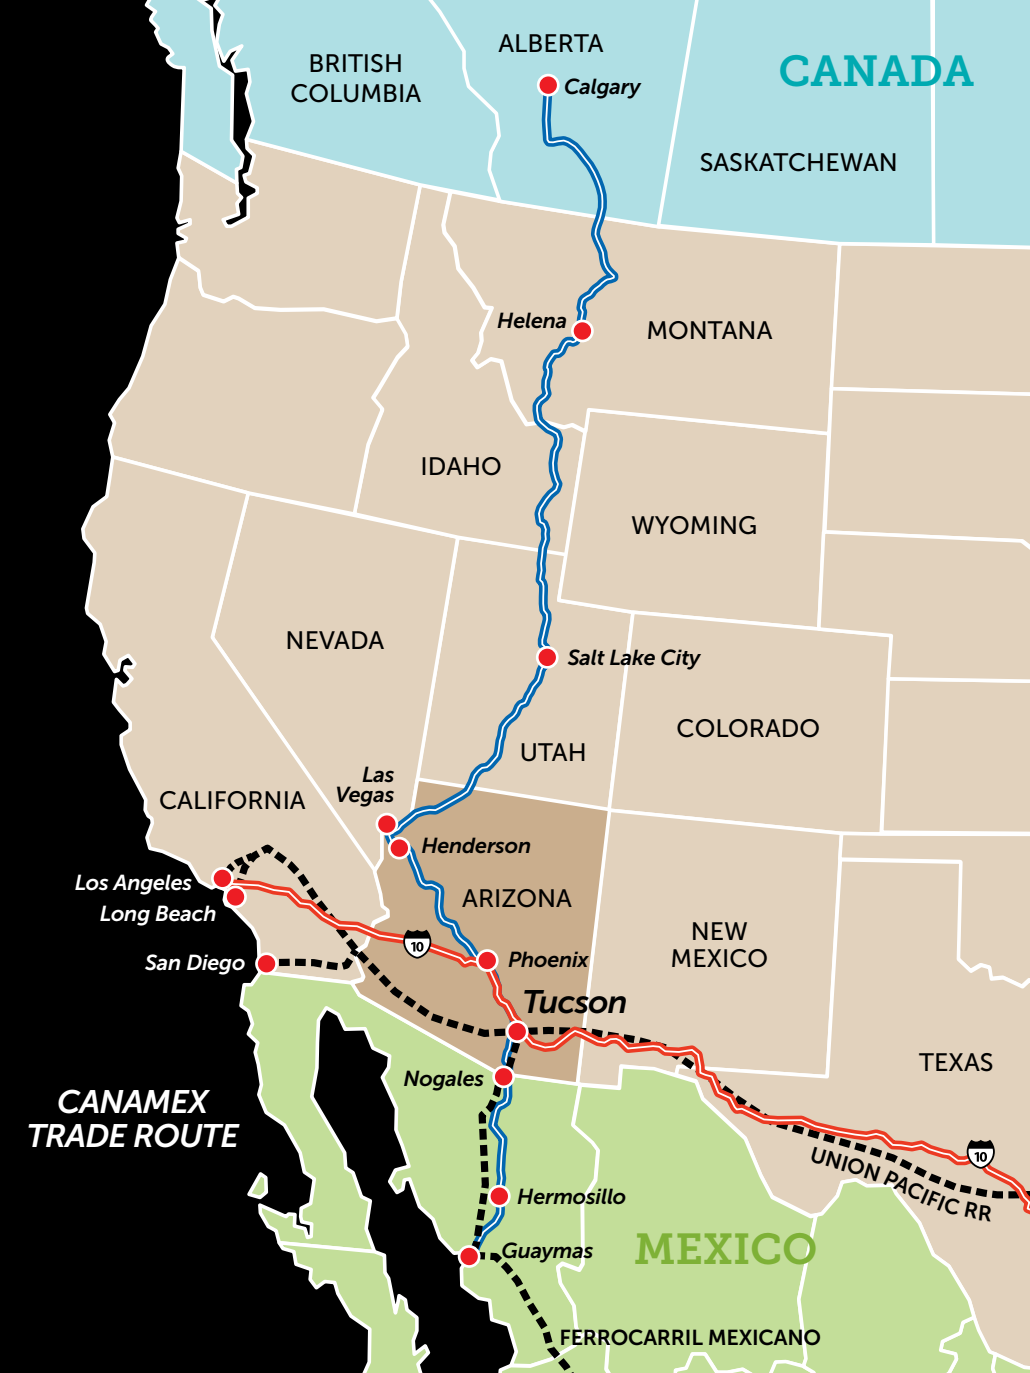 ALBERTA
BRITISH
COLUMBIA
CANADA
Calgary
SASKATCHEWAN
Helena
MONTANA
IDAHO
WYOMING
NEVADA
Salt Lake City
COLORADO
UTAH
Las
Vegas
CALIFORNIA
Henderson
Los Angeles
ARIZONA
Long Beach
NEW
MEXICO
10
San Diego
Phoenix
Tucson
TEXAS
Nogales
CANAMEX
TRADE ROUTE
10
UNION PACIFIC RR
Hermosillo
Guaymas
MEXICO
FERROCARRIL MEXICANO